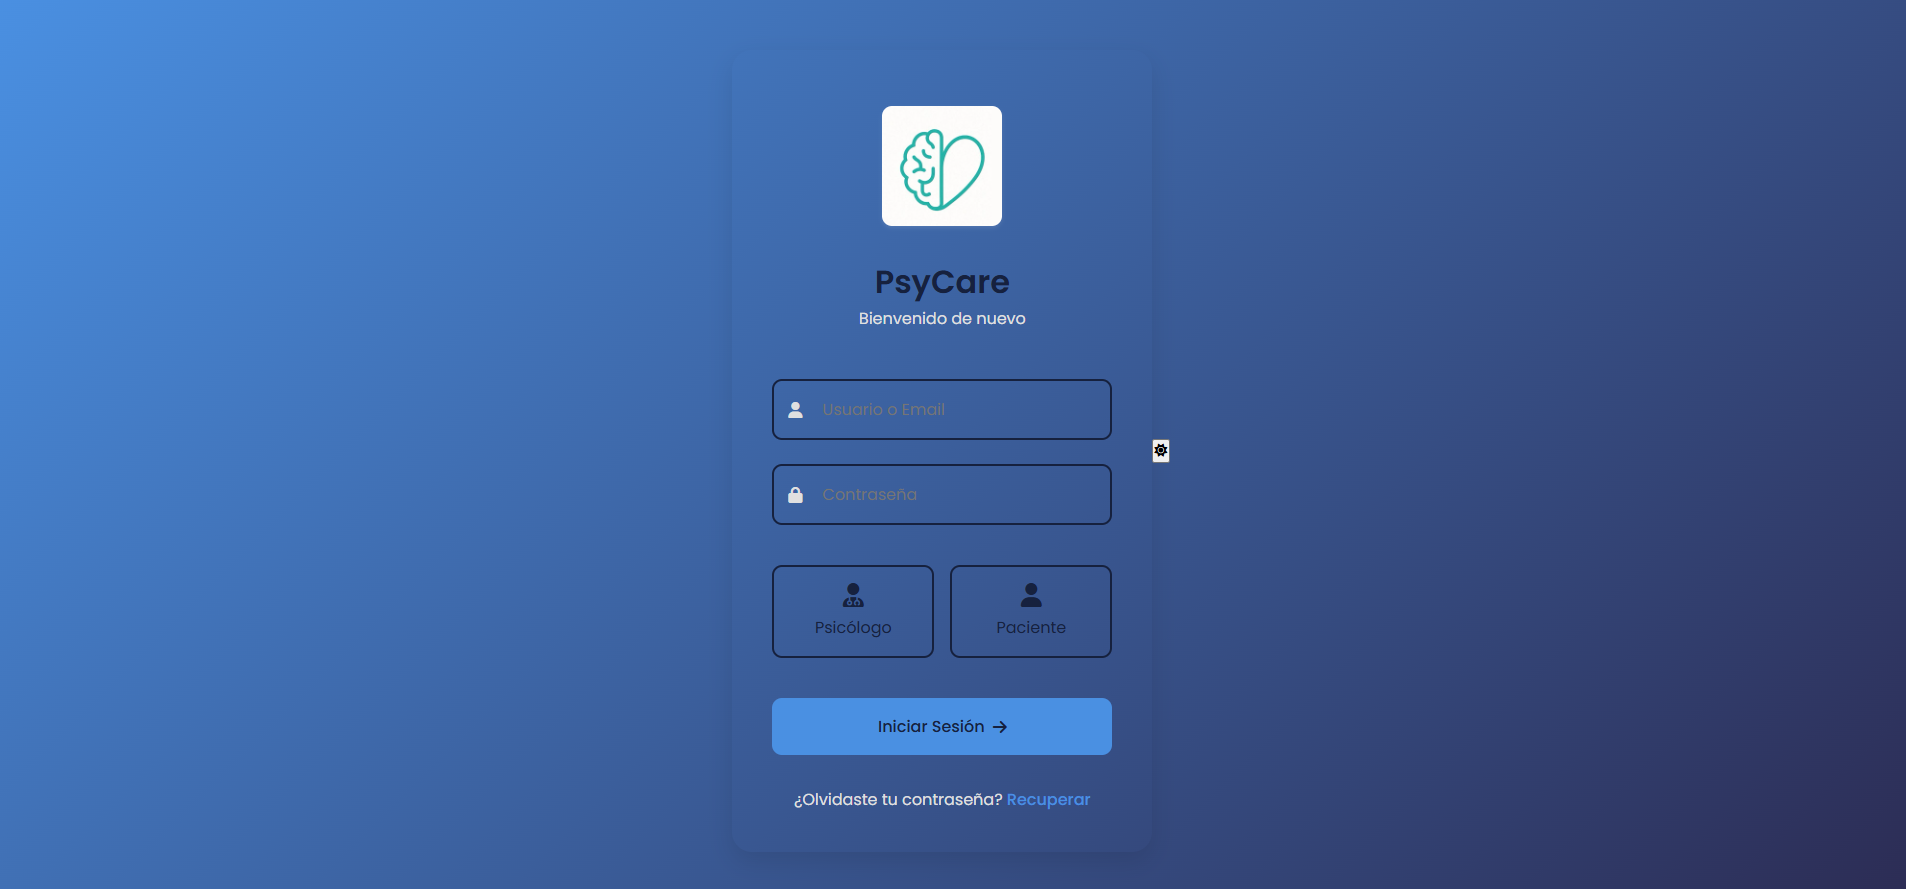 PsyCare
Bienvenido de nuevo
Usuario o Email
Contraseña
Psicólogo
Paciente
Iniciar Sesión →
¿Olvidaste tu contraseña? Recuperar